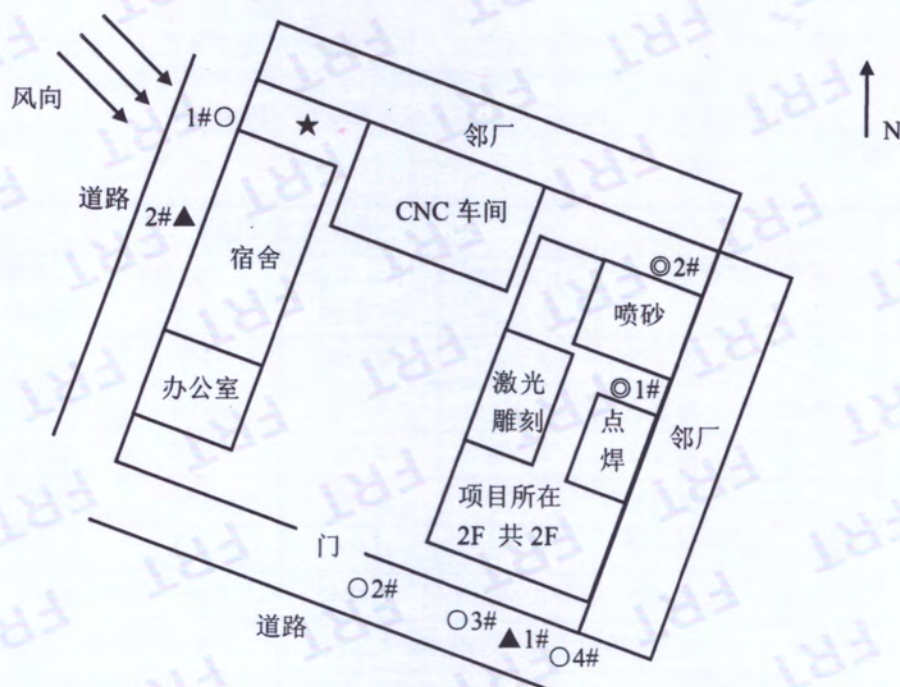 风向
N
1#○
★
邻厂
道路
2#▲
CNC 车间
宿舍
◎2#
喷砂
办公室
激光
雕刻
◎1#
点
焊
邻厂
项目所在
2F 共 2F
门
○2#
道路
○3#
▲1#
○4#
FRT